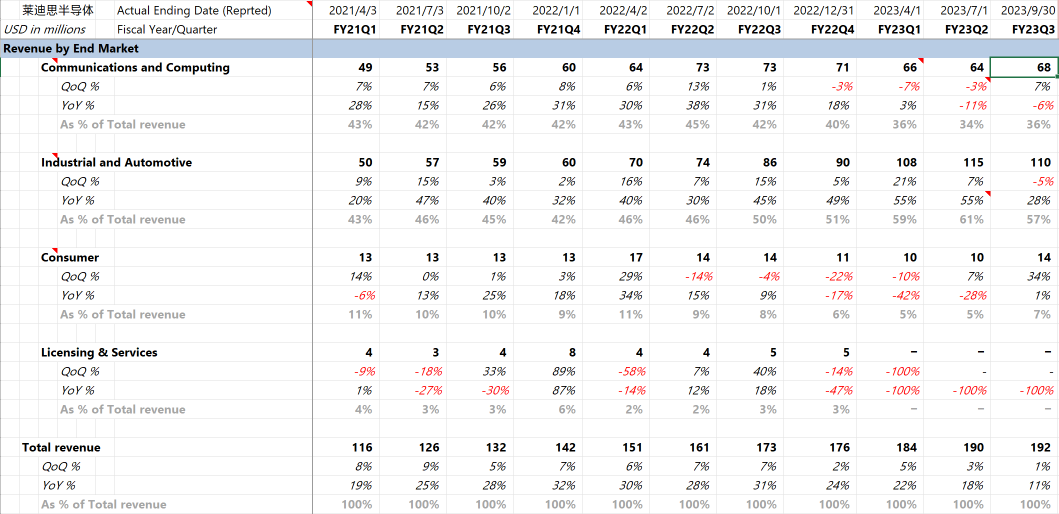 莱迪思半导体 Actual Ending Date (Reprted) 2021/4/3 2021/7/3 2021/10/2 2022/1/1 2022/4/2 2022/7/2 2022/10/1 2022/12/31 2023/4/1 2023/7/1 2023/9/30
USD in millions Fiscal Year/Quarter FY21Q1 FY21Q2 FY21Q3 FY21Q4 FY22Q1 FY22Q2 FY22Q3 FY22Q4 FY23Q1 FY23Q2 FY23Q3
Revenue by End Market
Communications and Computing 49 53 56 60 64 73 73 71 66 64 68
QoQ % 7% 7% 6% 8% 6% 13% 1% -3% -7% -3% 7%
YoY % 28% 15% 26% 31% 30% 38% 31% 18% 3% -11% -6%
As % of Total revenue 43% 42% 42% 42% 43% 45% 42% 40% 36% 34% 36%
Industrial and Automotive 50 57 59 60 70 74 86 90 108 115 110
QoQ % 9% 15% 3% 2% 16% 7% 15% 5% 21% 7% -5%
YoY % 20% 47% 40% 32% 40% 30% 45% 49% 55% 55% 28%
As % of Total revenue 43% 46% 45% 42% 46% 46% 50% 51% 59% 61% 57%
Consumer 13 13 13 13 17 14 14 11 10 10 14
QoQ % 14% 0% 1% 3% 29% -14% -4% -22% -10% 7% 34%
YoY % -6% 13% 25% 18% 34% 15% 9% -17% -42% -28% 1%
As % of Total revenue 11% 10% 10% 9% 11% 9% 8% 6% 5% 5% 7%
Licensing & Services 4 3 4 8 4 4 5 5 – – –
QoQ % -9% -18% 33% 89% -58% 7% 40% -14% -100% - -
YoY % 1% -27% -30% 87% -14% 12% 18% -47% -100% -100% -100%
As % of Total revenue 4% 3% 3% 6% 2% 2% 3% 3% – – –
Total revenue 116 126 132 142 151 161 173 176 184 190 192
QoQ % 8% 9% 5% 7% 6% 7% 7% 2% 5% 3% 1%
YoY % 19% 25% 28% 32% 30% 28% 31% 24% 22% 18% 11%
As % of Total revenue 100% 100% 100% 100% 100% 100% 100% 100% 100% 100% 100%